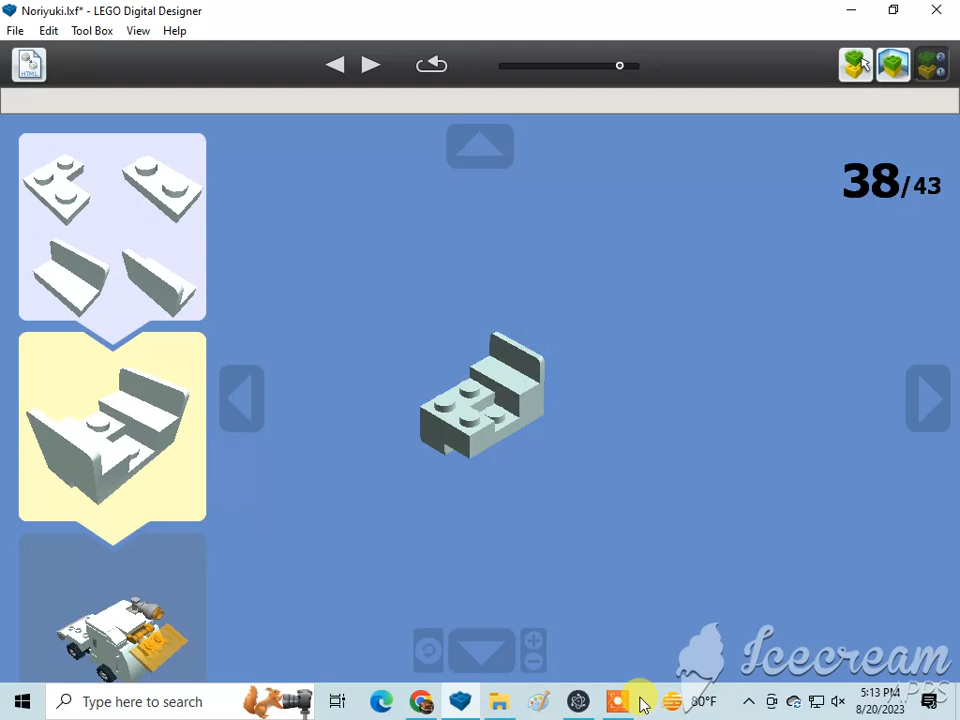 Noriyuki.lxf* - LEGO Digital Designer
File Edit Tool Box View Help
HTML
38/43
Icecream
APPS
Type here to search
80°F
5:13 PM
8/20/2023